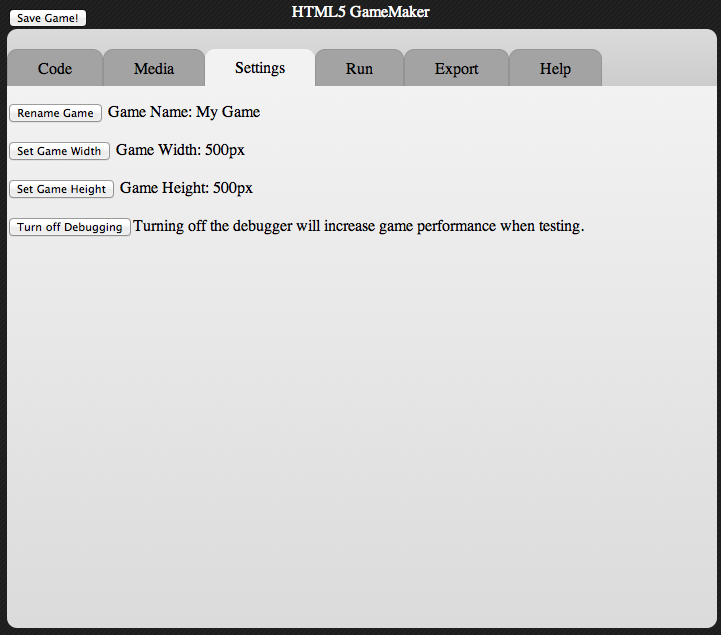 Save Game!
HTML5 GameMaker
Code Media Settings Run Export Help
Rename Game Game Name: My Game
Set Game Width Game Width: 500px
Set Game Height Game Height: 500px
Turn off Debugging Turning off the debugger will increase game performance when testing.